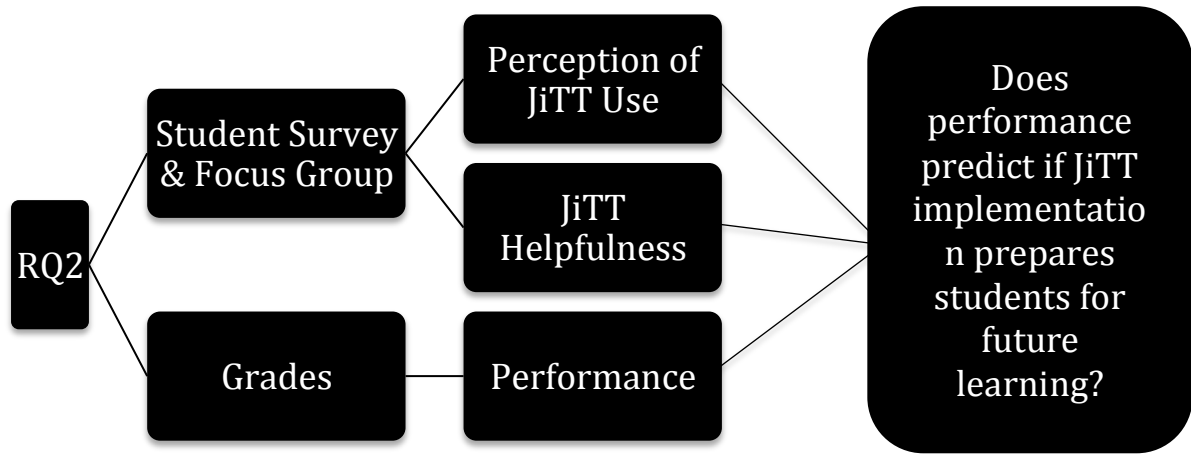 RQ2
Student Survey
& Focus Group
Grades
Perception of
JiTT Use
JiTT
Helpfulness
Performance
Does
performance
predict if JiTT
implementatio
n prepares
students for
future
learning?